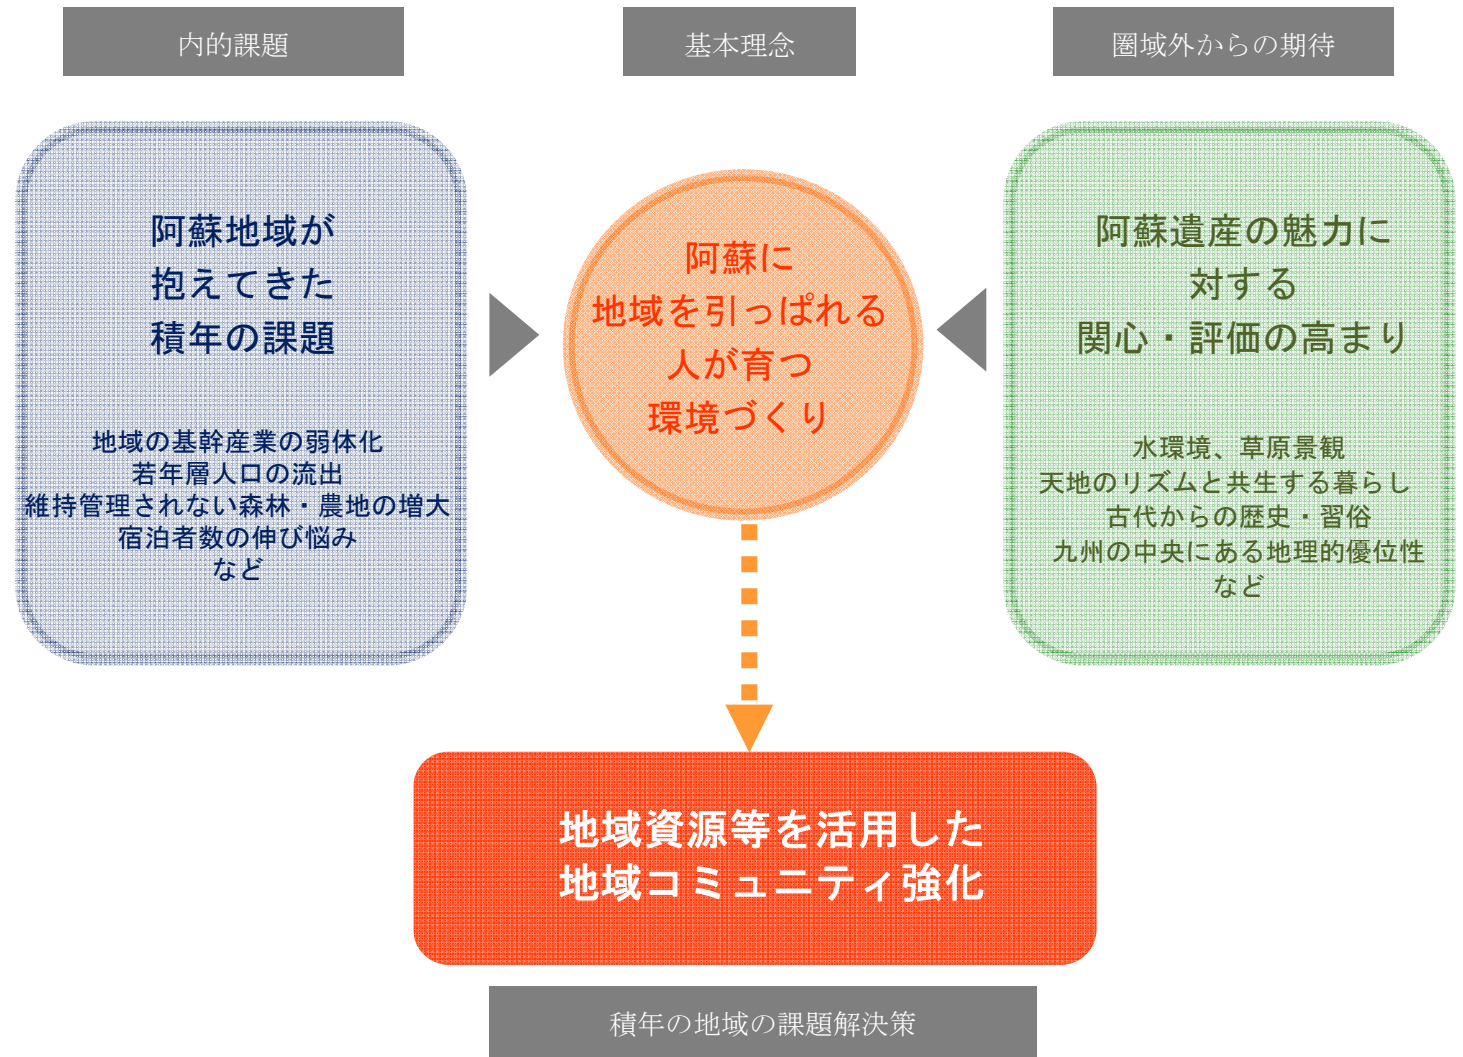 内的課題
基本理念
圏域外からの期待
阿蘇地域が
抱えてきた
積年の課題
地域の基幹産業の弱体化
若年層人口の流出
維持管理されない森林・農地の増大
宿泊者数の伸び悩み
など
阿蘇に
地域を引っぱれる
人が育つ
環境づくり
阿蘇遺産の魅力に
対する
関心・評価の高まり
水環境、草原景観
天地のリズムと共生する暮らし
古代からの歴史・習俗
九州の中央にある地理的優位性
など
地域資源等を活用した
地域コミュニティ強化
積年の地域の課題解決策